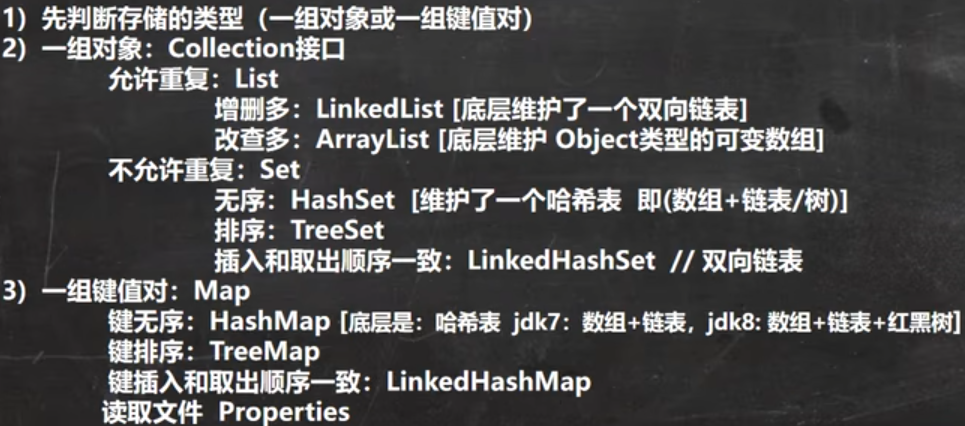 1）先判断存储的类型（一组对象或一组键值对）
2）一组对象：Collection接口
允许重复：List
增删多：LinkedList [底层维护了一个双向链表]
改查多：ArrayList [底层维护 Object类型的可变数组]
不允许重复：Set
无序：HashSet [维护了一个哈希表 即(数组+链表/树)]
排序：TreeSet
插入和取出顺序一致：LinkedHashSet // 双向链表
3）一组键值对：Map
键无序：HashMap [底层是：哈希表 jdk7：数组+链表，jdk8: 数组+链表+红黑树]
键排序：TreeMap
键插入和取出顺序一致：LinkedHashMap
读取文件 Properties